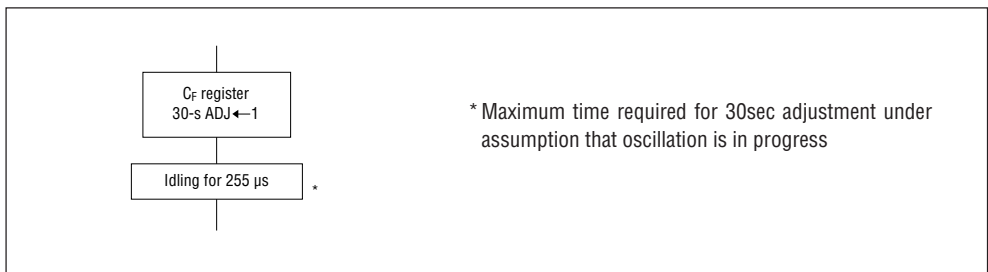 C_F register
30-s ADJ←1
Idling for 255 µs
*
* Maximum time required for 30sec adjustment under
assumption that oscillation is in progress